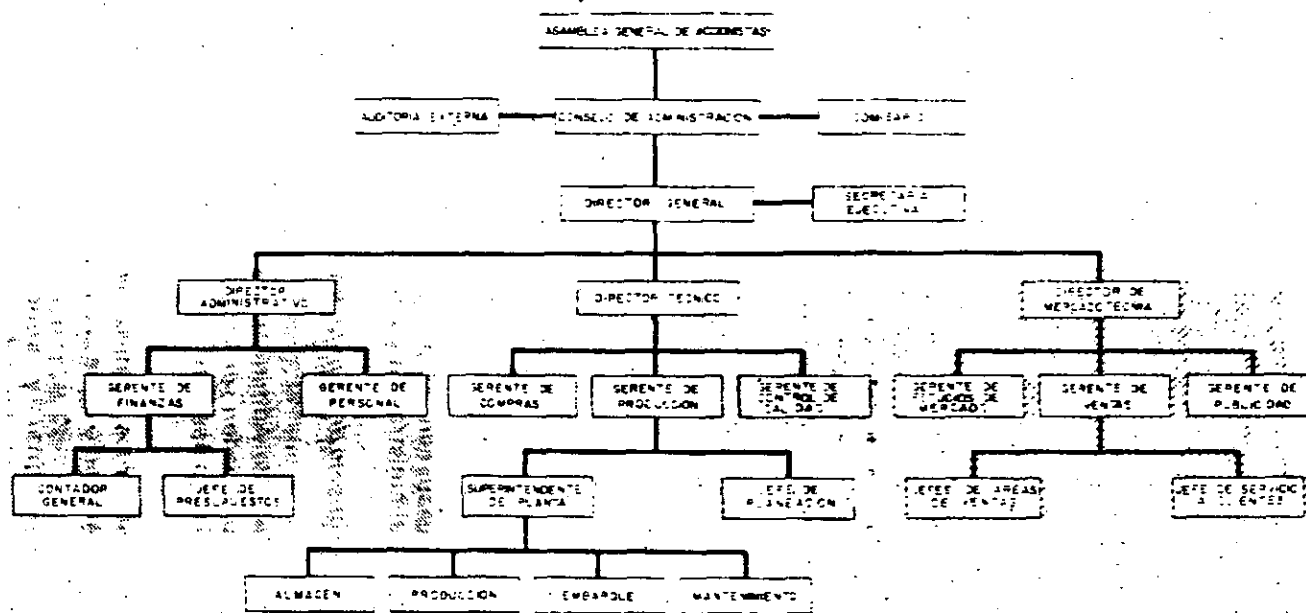 ASAMBLEA GENERAL DE ACCIONISTAS
AUDITORIA EXTERNA
CONSEJO DE ADMINISTRACION
COMISARIO
DIRECTOR GENERAL
SECRETARIA
EJECUTIVA
DIRECTOR
ADMINISTRATIVO
DIRECTOR TECNICO
DIRECTOR DE
MERCADOTECNIA
GERENTE DE
FINANZAS
GERENTE DE
PERSONAL
GERENTE DE
COMPRAS
GERENTE DE
PRODUCCION
GERENTE DE
CONTROL DE
CALIDAD
GERENTE DE
ESTUDIOS DE
MERCADO
GERENTE DE
VENTAS
GERENTE DE
PUBLICIDAD
CONTADOR
GENERAL
JEFE DE
PRESUPUESTOS
SUPERINTENDENTE
DE PLANTA
JEFE DE
PLANEACION
JEFES DE AREAS
DE VENTAS
JEFE DE SERVICIO
A CLIENTES
ALMACEN
PRODUCCION
EMBARQUE
MANTENIMIENTO